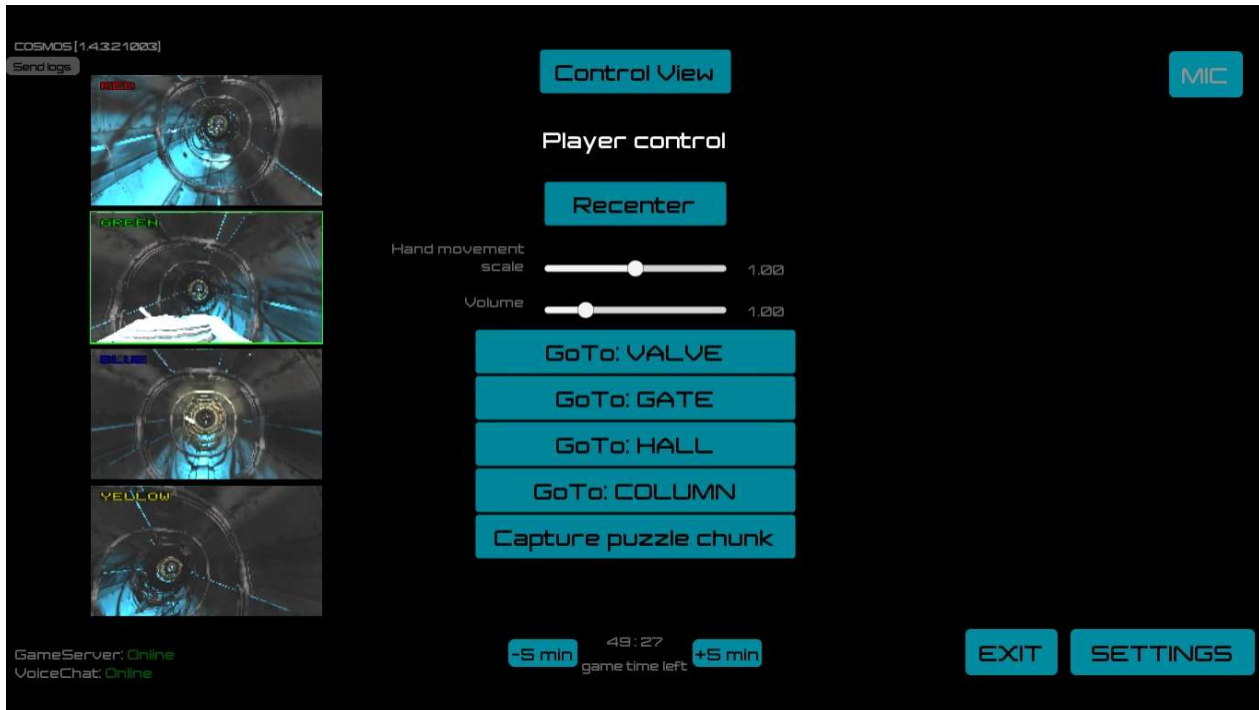 COSMOS [1.4.3.21003]
Send logs
RED
GREEN
BLUE
YELLOW
GameServer: Online
VoiceChat: Online
Control View
Player control
Recenter
Hand movement
scale
1.00
Volume
1.00
GoTo: VALVE
GoTo: GATE
GoTo: HALL
GoTo: COLUMN
Capture puzzle chunk
-5 min
49:27
game time left
+5 min
MIC
EXIT
SETTINGS